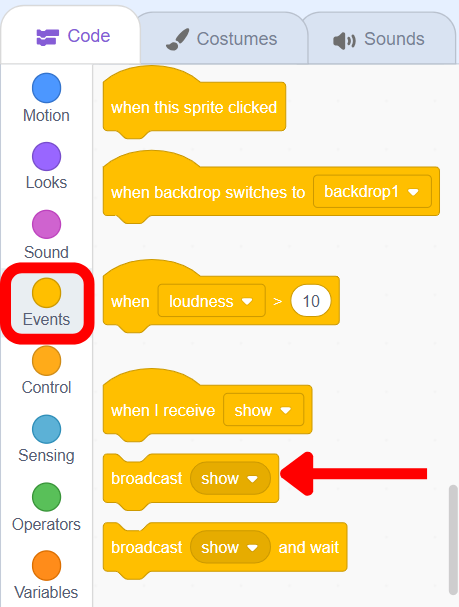 Code
Costumes
Sounds
Motion
Looks
Sound
Events
Control
Sensing
Operators
Variables
when this sprite clicked
when backdrop switches to backdrop1
when loudness > 10
when I receive show
broadcast show
broadcast show and wait